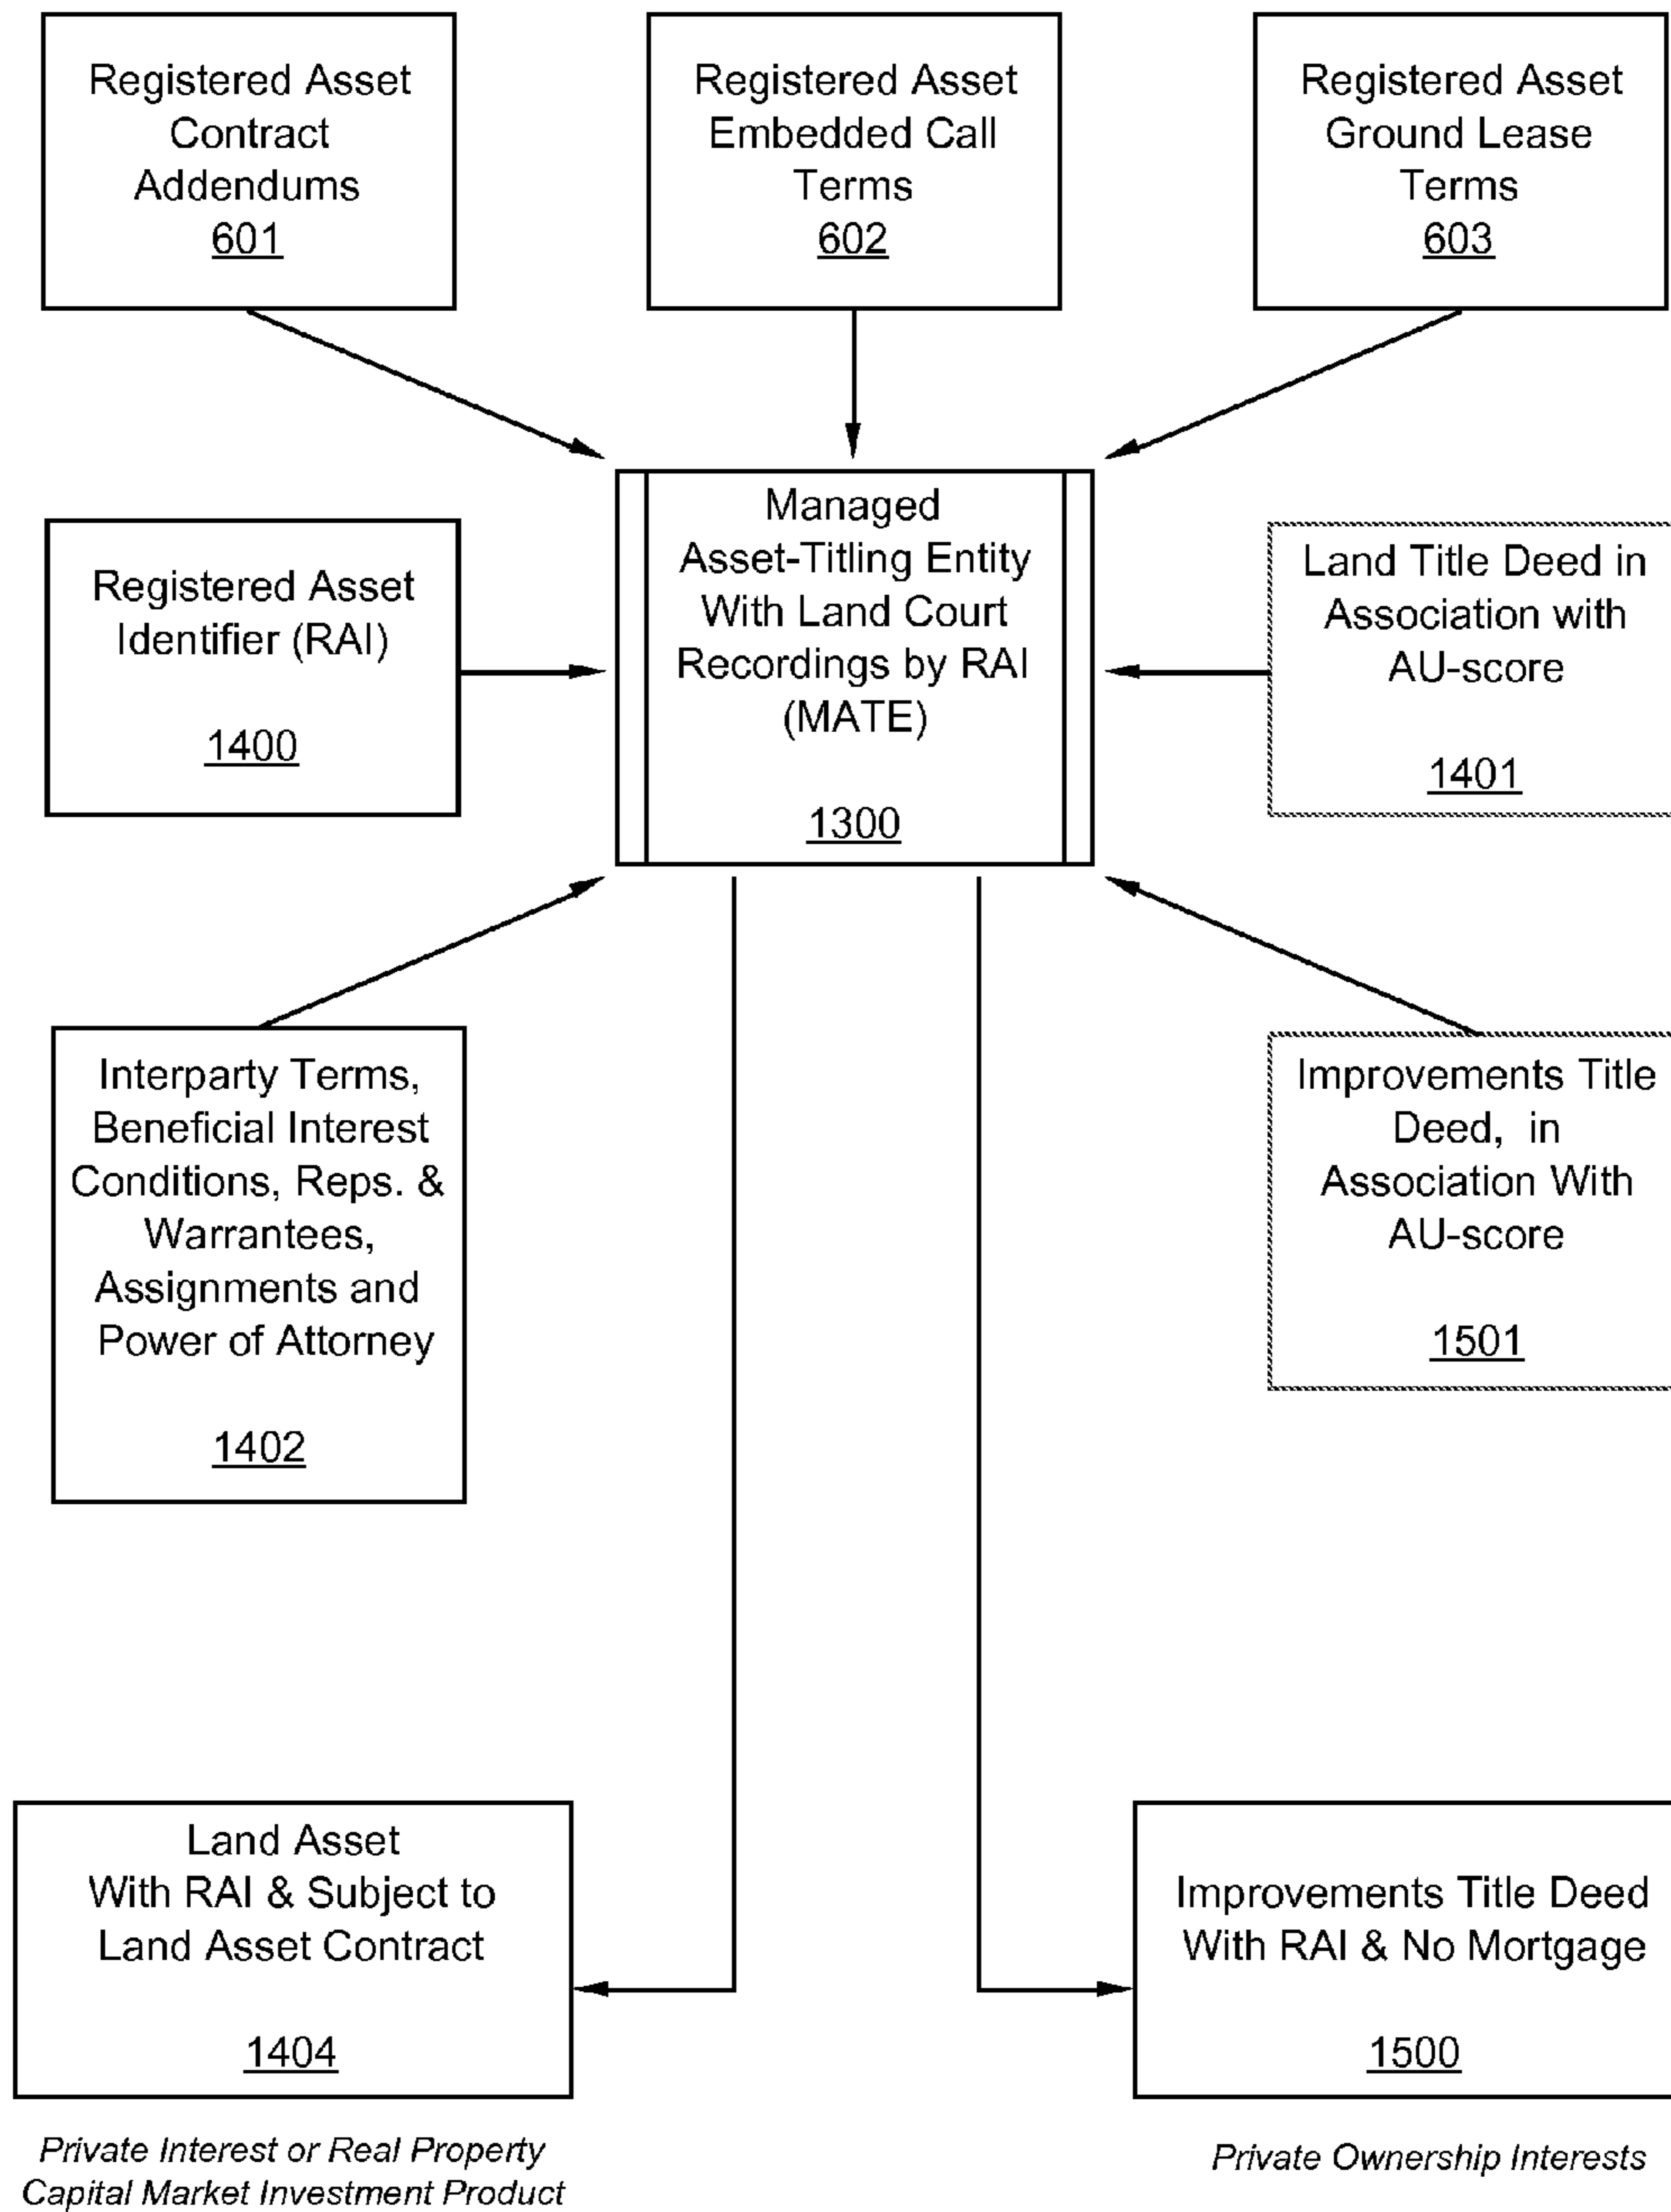 Registered Asset
Contract
Addendums
601
Registered Asset
Embedded Call
Terms
602
Registered Asset
Ground Lease
Terms
603
Registered Asset
Identifier (RAI)
1400
Managed
Asset-Titling Entity
With Land Court
Recordings by RAI
(MATE)
1300
Land Title Deed in
Association with
AU-score
1401
Interparty Terms,
Beneficial Interest
Conditions, Reps. &
Warrantees,
Assignments and
Power of Attorney
1402
Improvements Title
Deed, in
Association With
AU-score
1501
Land Asset
With RAI & Subject to
Land Asset Contract
1404
Improvements Title Deed
With RAI & No Mortgage
1500
Private Interest or Real Property
Capital Market Investment Product
Private Ownership Interests